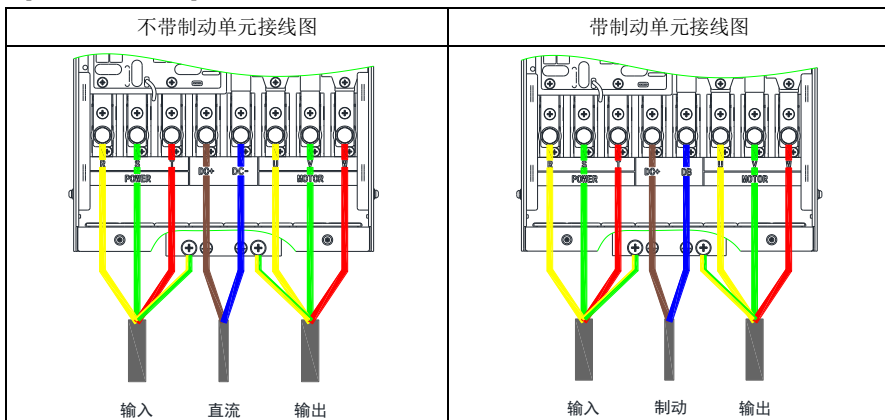 不带制动单元接线图
带制动单元接线图
R S T DC+ DC- U V W
POWER MOTOR
R S T DC+ DB U V W
POWER MOTOR
输入 直流 输出
输入 制动 输出